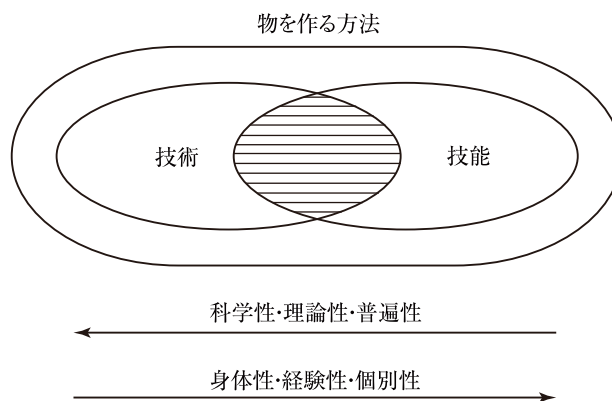 物を作る方法
技術
技能
科学性・理論性・普遍性
身体性・経験性・個別性